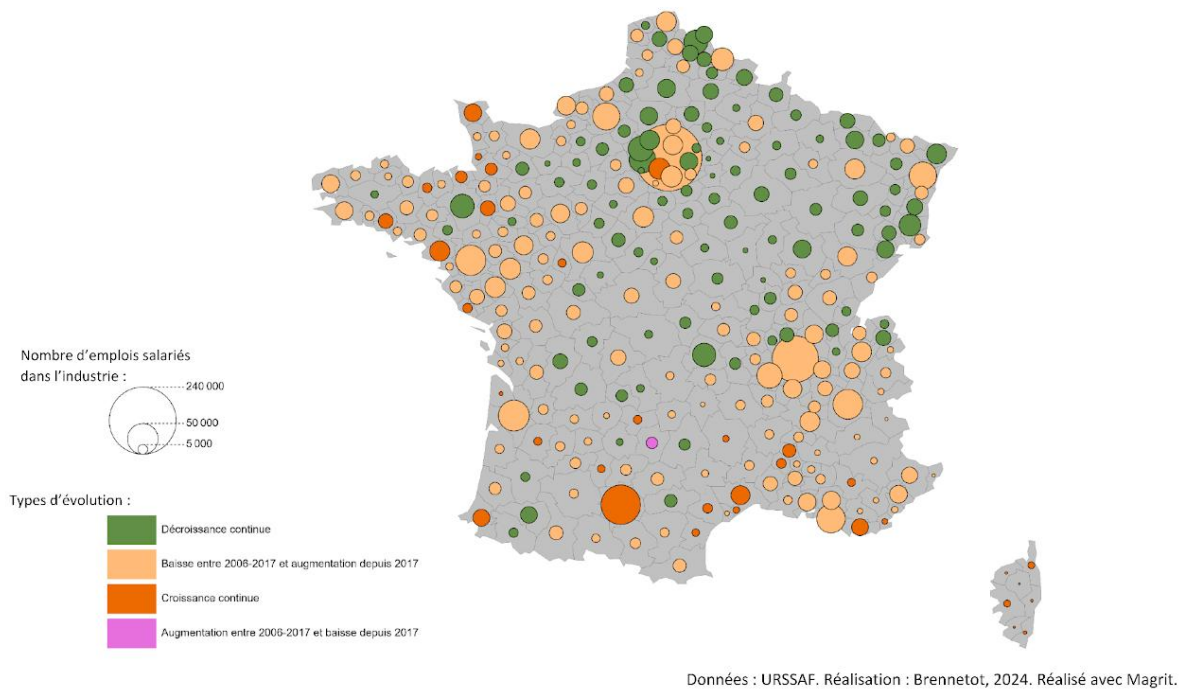 Nombre d'emplois salariés
dans l'industrie :
240 000
50 000
5 000
Types d'évolution :
Décroissance continue
Baisse entre 2006-2017 et augmentation depuis 2017
Croissance continue
Augmentation entre 2006-2017 et baisse depuis 2017
Données : URSSAF. Réalisation : Brennetot, 2024. Réalisé avec Magrit.